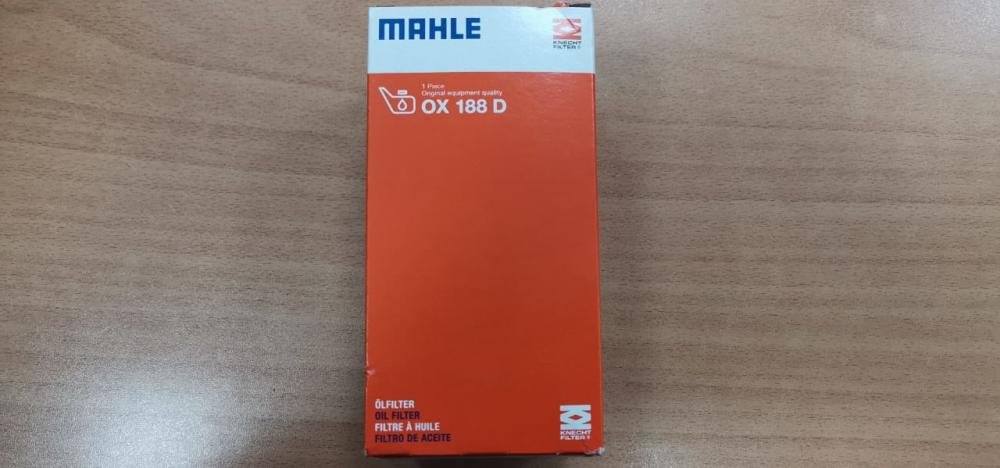 MAHLE
KNECHT
FILTER®
1 Piece
Original equipment quality
OX 188 D
ÖLFILTER
OIL FILTER
FILTRE À HUILE
FILTRO DE ACEITE
KNECHT
FILTER®